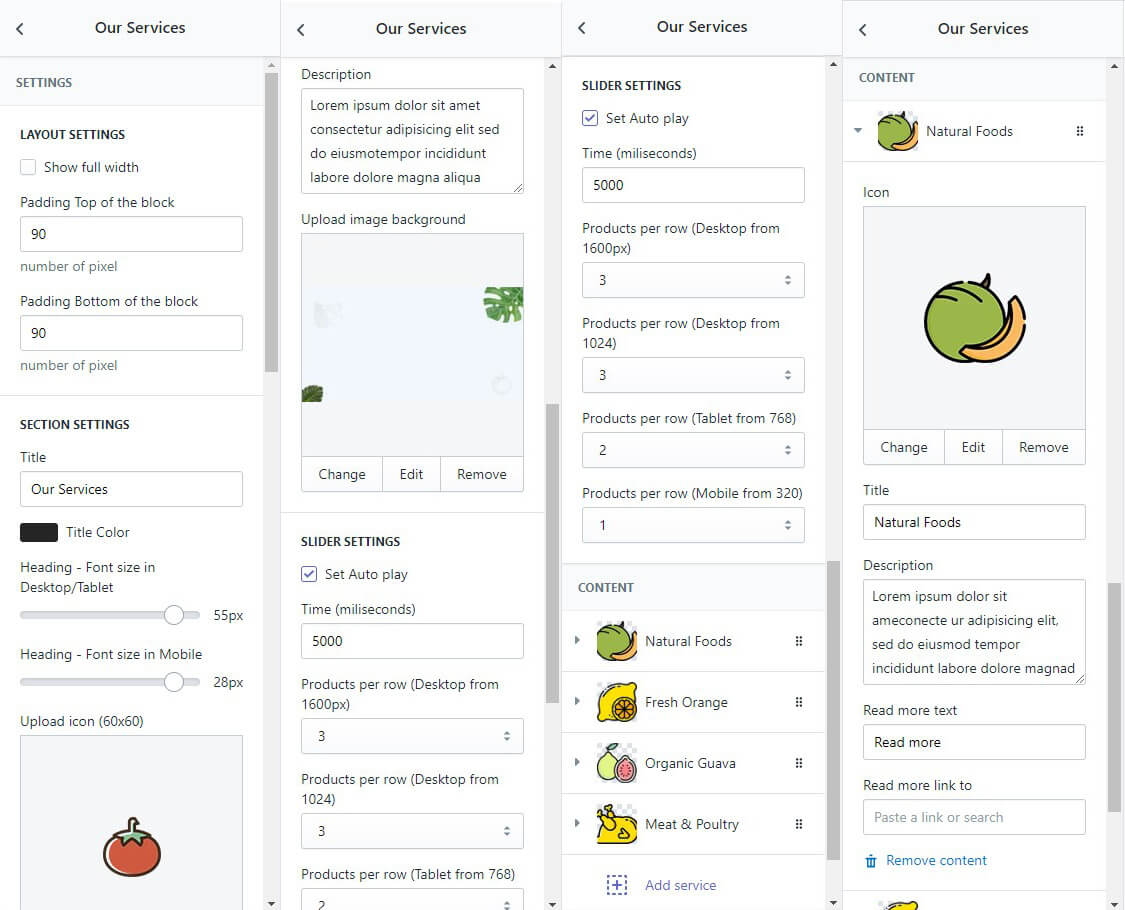 Our Services
SETTINGS
LAYOUT SETTINGS
Show full width
Padding Top of the block
90
number of pixel
Padding Bottom of the block
90
number of pixel
SECTION SETTINGS
Title
Our Services
Title Color
Heading - Font size in
Desktop/Tablet
55px
Heading - Font size in Mobile
28px
Upload icon (60x60)
Our Services
Description
Lorem ipsum dolor sit amet
consectetur adipisicing elit sed
do eiusmotempor incididunt
labore dolore magna aliqua
Upload image background
Change Edit Remove
SLIDER SETTINGS
Set Auto play
Time (miliseconds)
5000
Products per row (Desktop from
1600px)
3
Products per row (Desktop from
1024)
3
Products per row (Tablet from 768)
2
Our Services
SLIDER SETTINGS
Set Auto play
Time (miliseconds)
5000
Products per row (Desktop from
1600px)
3
Products per row (Desktop from
1024)
3
Products per row (Tablet from 768)
2
Products per row (Mobile from 320)
1
CONTENT
Natural Foods
Fresh Orange
Organic Guava
Meat & Poultry
Add service
Our Services
CONTENT
Natural Foods
Icon
Change Edit Remove
Title
Natural Foods
Description
Lorem ipsum dolor sit
ameconecte ur adipisicing elit,
sed do eiusmod tempor
incididunt labore dolore magnad
Read more text
Read more
Read more link to
Paste a link or search
Remove content